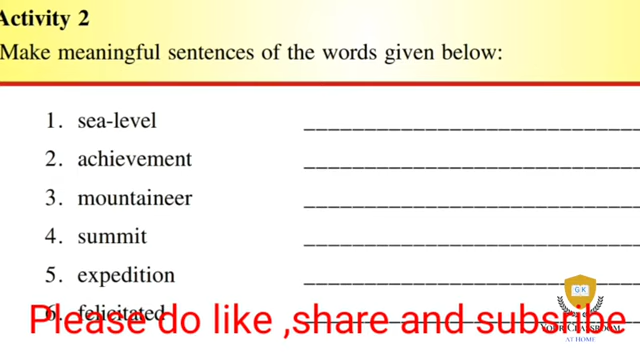 Activity 2
Make meaningful sentences of the words given below:
1. sea-level
2. achievement
3. mountaineer
4. summit
5. expedition
6. felicitated
Please do like ,share and subsribe
G.K
YOUR CLASSROOM
AT HOME